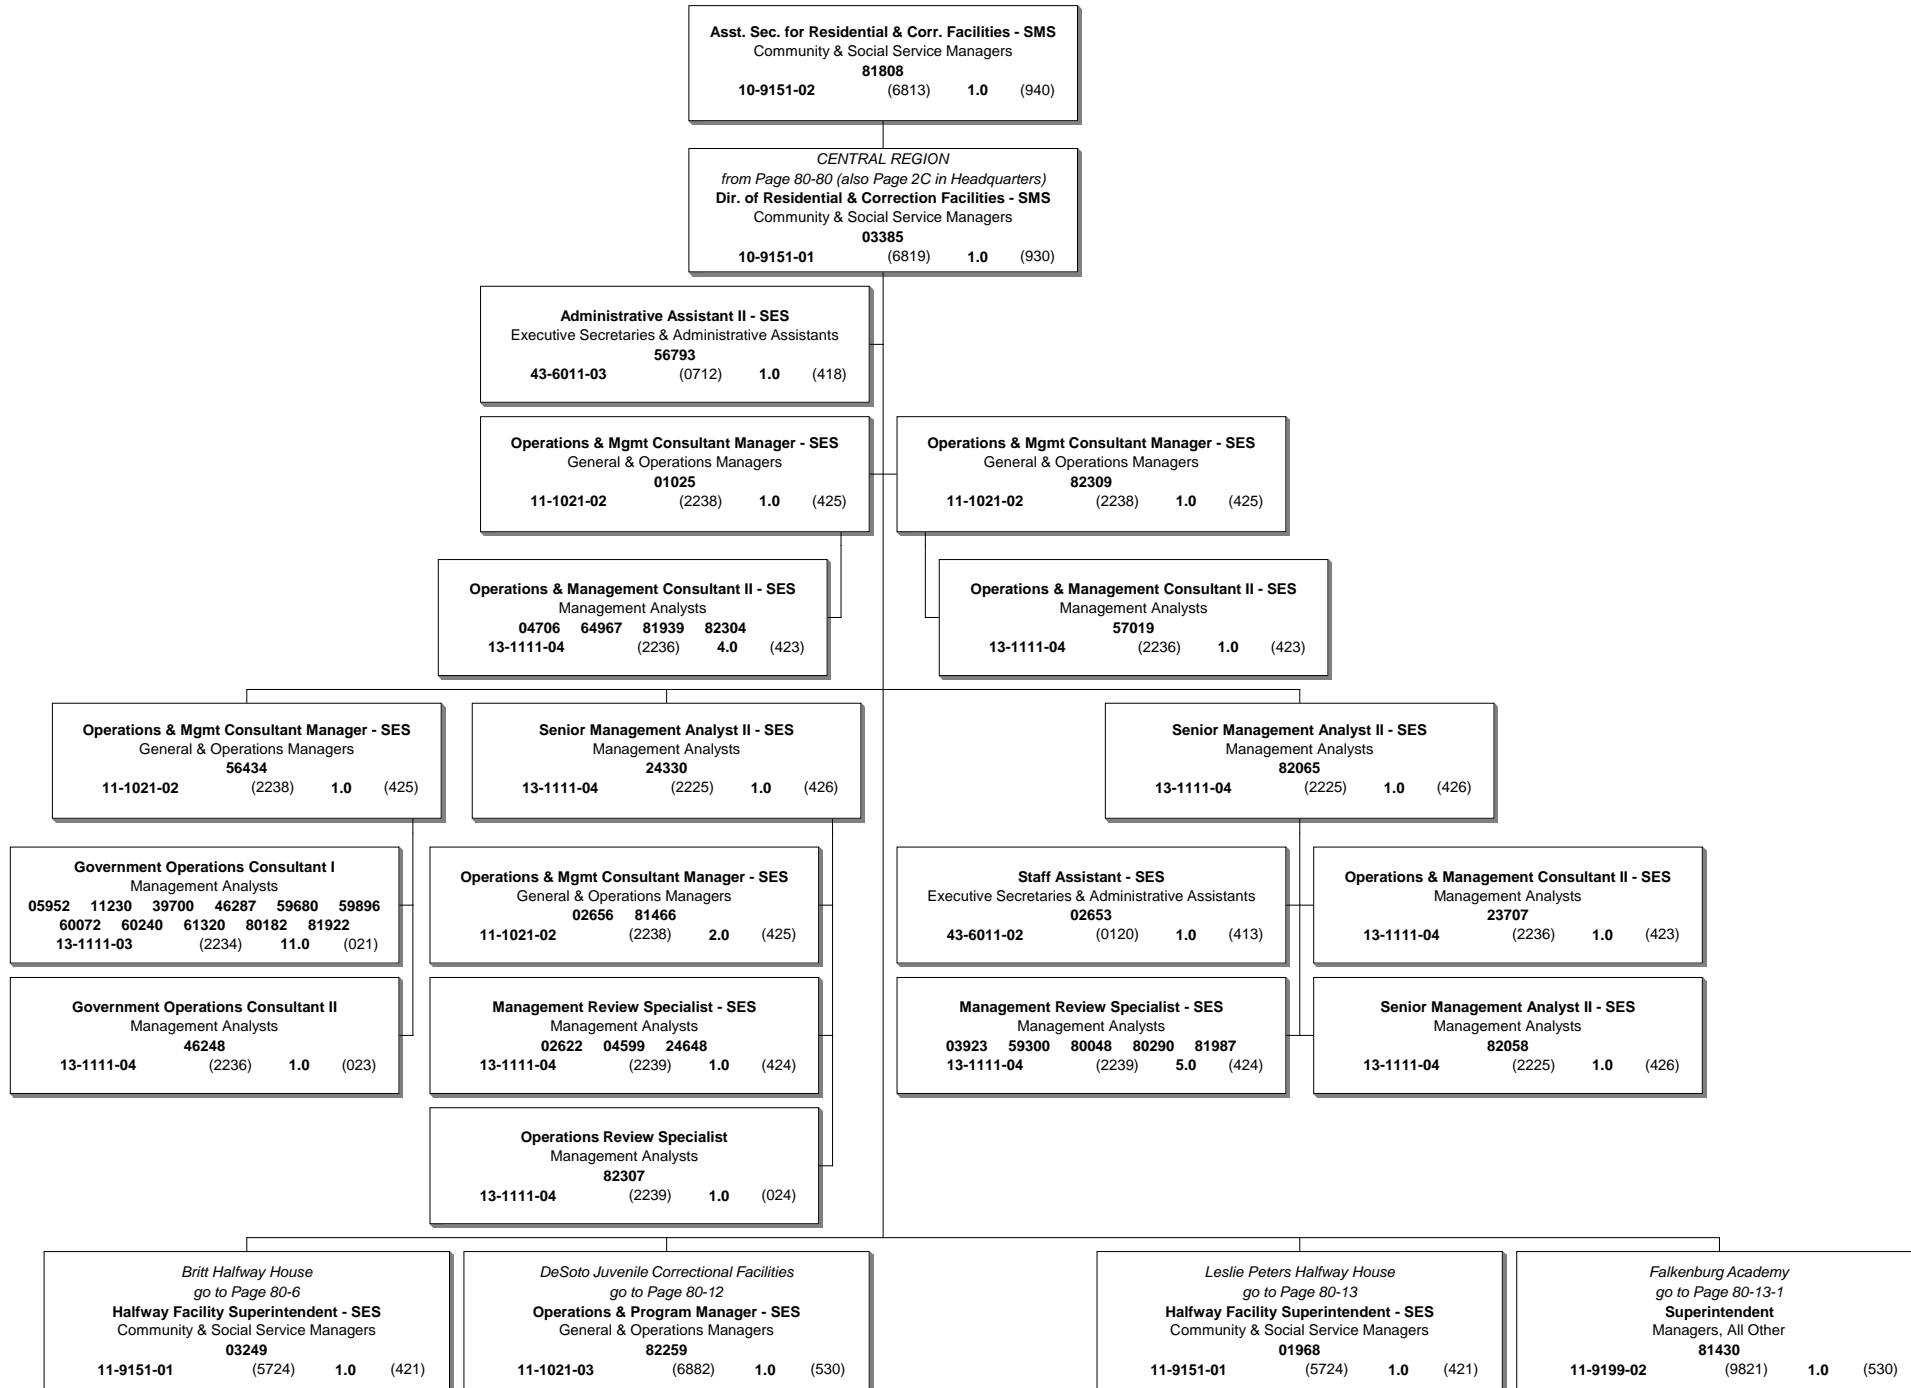 Asst. Sec. for Residential & Corr. Facilities - SMS
Community & Social Service Managers
81808
10-9151-02 (6813) 1.0 (940)
CENTRAL REGION
from Page 80-80 (also Page 2C in Headquarters)
Dir. of Residential & Correction Facilities - SMS
Community & Social Service Managers
03385
10-9151-01 (6819) 1.0 (930)
Administrative Assistant II - SES
Executive Secretaries & Administrative Assistants
56793
43-6011-03 (0712) 1.0 (418)
Operations & Mgmt Consultant Manager - SES
General & Operations Managers
01025
11-1021-02 (2238) 1.0 (425)
Operations & Mgmt Consultant Manager - SES
General & Operations Managers
82309
11-1021-02 (2238) 1.0 (425)
Operations & Management Consultant II - SES
Management Analysts
04706 64967 81939 82304
13-1111-04 (2236) 4.0 (423)
Operations & Management Consultant II - SES
Management Analysts
57019
13-1111-04 (2236) 1.0 (423)
Operations & Mgmt Consultant Manager - SES
General & Operations Managers
56434
11-1021-02 (2238) 1.0 (425)
Senior Management Analyst II - SES
Management Analysts
24330
13-1111-04 (2225) 1.0 (426)
Senior Management Analyst II - SES
Management Analysts
82065
13-1111-04 (2225) 1.0 (426)
Government Operations Consultant I
Management Analysts
05952 11230 39700 46287 59680 59896
60072 60240 61320 80182 81922
13-1111-03 (2234) 11.0 (021)
Operations & Mgmt Consultant Manager - SES
General & Operations Managers
02656 81466
11-1021-02 (2238) 2.0 (425)
Staff Assistant - SES
Executive Secretaries & Administrative Assistants
02653
43-6011-02 (0120) 1.0 (413)
Operations & Management Consultant II - SES
Management Analysts
23707
13-1111-04 (2236) 1.0 (423)
Government Operations Consultant II
Management Analysts
46248
13-1111-04 (2236) 1.0 (023)
Management Review Specialist - SES
Management Analysts
02622 04599 24648
13-1111-04 (2239) 1.0 (424)
Management Review Specialist - SES
Management Analysts
03923 59300 80048 80290 81987
13-1111-04 (2239) 5.0 (424)
Senior Management Analyst II - SES
Management Analysts
82058
13-1111-04 (2225) 1.0 (426)
Operations Review Specialist
Management Analysts
82307
13-1111-04 (2239) 1.0 (024)
Britt Halfway House
go to Page 80-6
Halfway Facility Superintendent - SES
Community & Social Service Managers
03249
11-9151-01 (5724) 1.0 (421)
DeSoto Juvenile Correctional Facilities
go to Page 80-12
Operations & Program Manager - SES
General & Operations Managers
82259
11-1021-03 (6882) 1.0 (530)
Leslie Peters Halfway House
go to Page 80-13
Halfway Facility Superintendent - SES
Community & Social Service Managers
01968
11-9151-01 (5724) 1.0 (421)
Falkenburg Academy
go to Page 80-13-1
Superintendent
Managers, All Other
81430
11-9199-02 (9821) 1.0 (530)